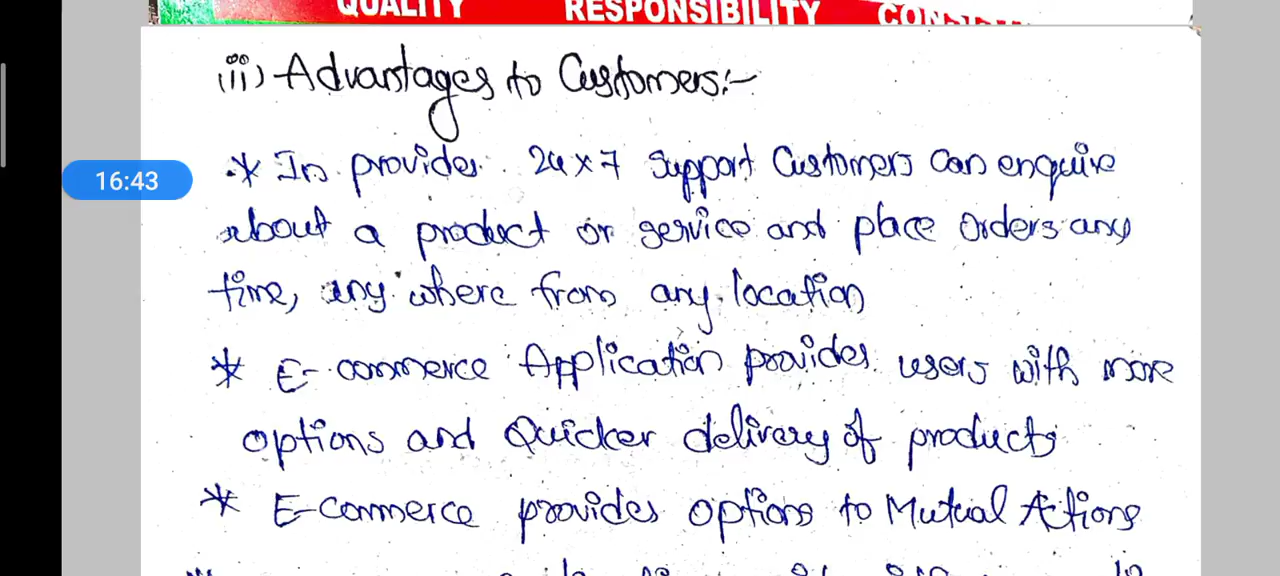 QUALITY RESPONSIBILITY
iii) Advantages to Customers:-
16:43
* In provides 24x7 Support Customers Can enquire
about a product or service and place orders any
time, any where from any location
* E-commerce Application provides users with more
options and Quicker delivery of products
* E-commerce provides options to Mutual Actions